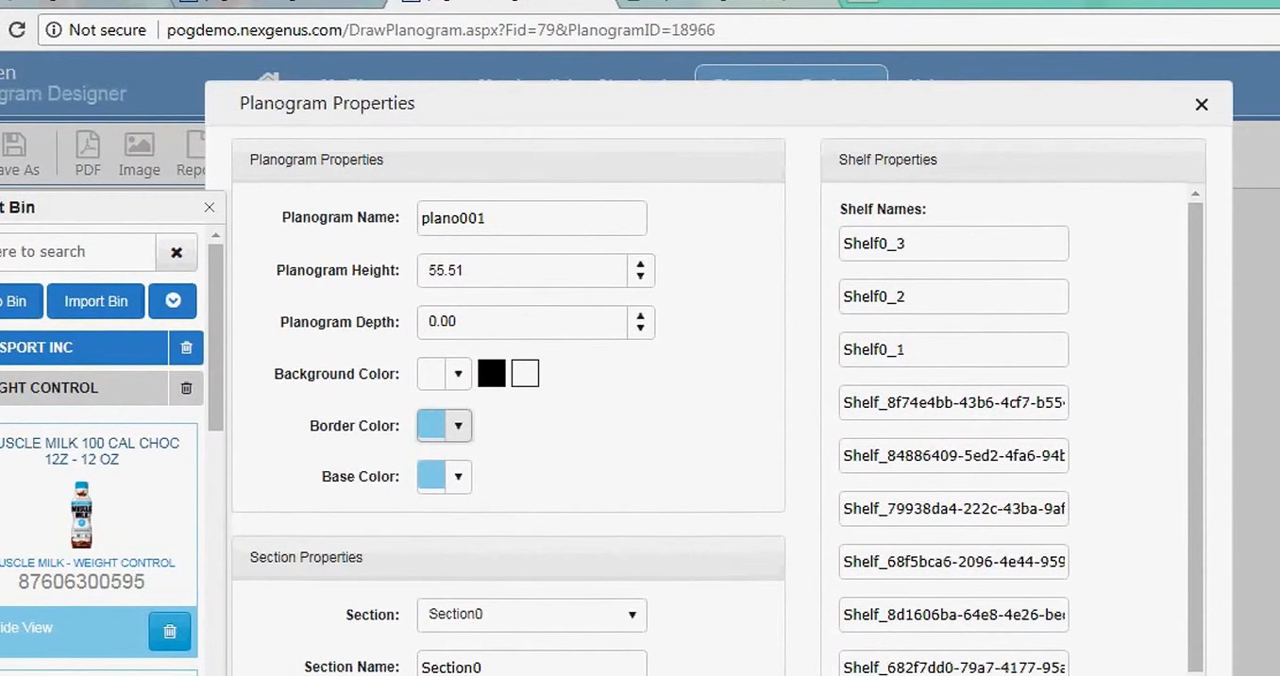 Not secure pogdemo.nexgenus.com/DrawPlanogram.aspx?Fid=79&PlanogramID=18966
en
gram Designer
ave As
PDF
Image
Repo
Planogram Properties
Planogram Properties
Planogram Name: plano001
Planogram Height: 55.51
Planogram Depth: 0.00
Background Color:
Border Color:
Base Color:
Section Properties
Section: Section0
Section Name: Section0
Shelf Properties
Shelf Names:
Shelf0_3
Shelf0_2
Shelf0_1
Shelf_8f74e4bb-43b6-4cf7-b55
Shelf_84886409-5ed2-4fa6-94b
Shelf_79938da4-222c-43ba-9af
Shelf_68f5bca6-2096-4e44-959
Shelf_8d1606ba-64e8-4e26-be
Shelf_682f7dd0-79a7-4177-95a
t Bin
ere to search
o Bin
Import Bin
SPORT INC
GHT CONTROL
USCLE MILK 100 CAL CHOC
12Z - 12 OZ
USCLE MILK - WEIGHT CONTROL
87606300595
ide View